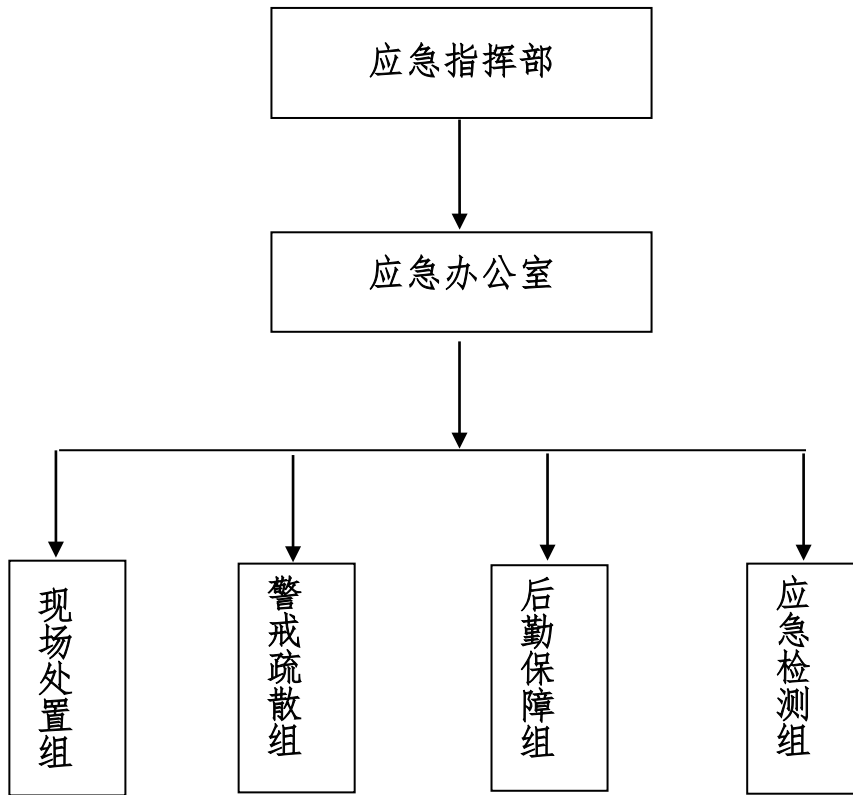 应急指挥部
应急办公室
现场处置组
警戒疏散组
后勤保障组
应急检测组